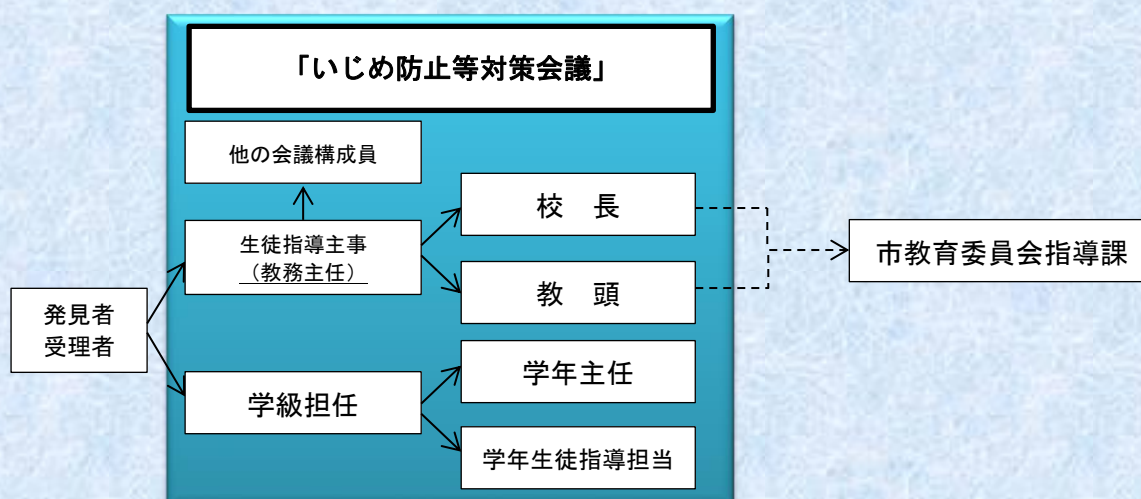 「いじめ防止等対策会議」
他の会議構成員
生徒指導主事
（教務主任）
校　長
教　頭
市教育委員会指導課
発見者
受理者
学級担任
学年主任
学年生徒指導担当